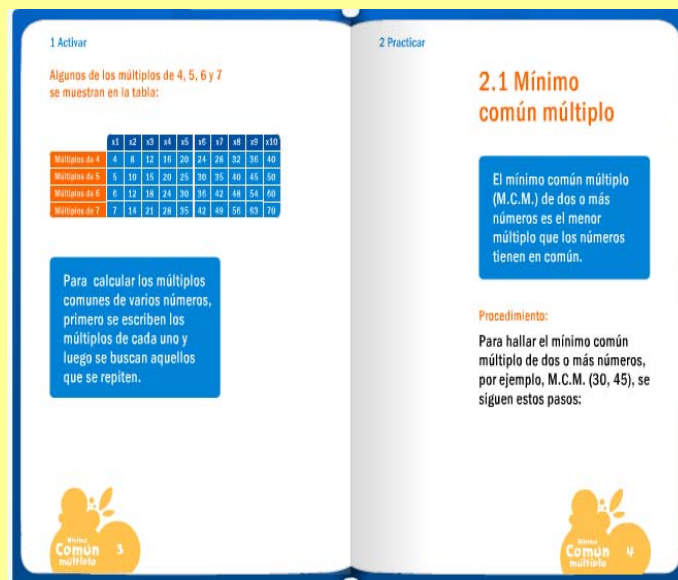 1 Activar
Algunos de los múltiplos de 4, 5, 6 y 7
se muestran en la tabla:
x1 x2 x3 x4 x5 x6 x7 x8 x9 x10
Múltiplos de 4 4 8 12 16 20 24 28 32 36 40
Múltiplos de 5 5 10 15 20 25 30 35 40 45 50
Múltiplos de 6 6 12 18 24 30 36 42 48 54 60
Múltiplos de 7 7 14 21 28 35 42 49 56 63 70
Para calcular los múltiplos
comunes de varios números,
primero se escriben los
múltiplos de cada uno y
luego se buscan aquellos
que se repiten.
Mínimo
Común
múltiplo
3
2 Practicar
2.1 Mínimo
común múltiplo
El mínimo común múltiplo
(M.C.M.) de dos o más
números es el menor
múltiplo que los números
tienen en común.
Procedimiento:
Para hallar el mínimo común
múltiplo de dos o más números,
por ejemplo, M.C.M. (30, 45), se
siguen estos pasos:
Mínimo
Común
múltiplo
4